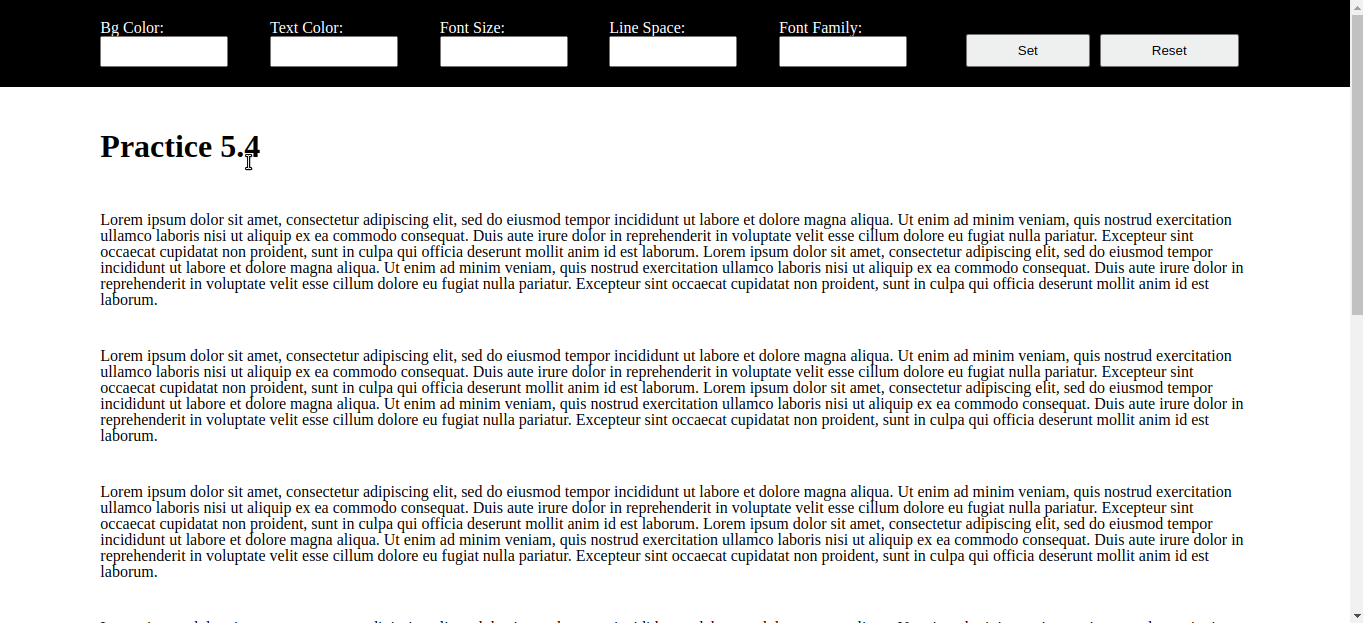 Bg Color: Text Color: Font Size: Line Space: Font Family: Set Reset
Practice 5.4
Lorem ipsum dolor sit amet, consectetur adipiscing elit, sed do eiusmod tempor incididunt ut labore et dolore magna aliqua. Ut enim ad minim veniam, quis nostrud exercitation
ullamco laboris nisi ut aliquip ex ea commodo consequat. Duis aute irure dolor in reprehenderit in voluptate velit esse cillum dolore eu fugiat nulla pariatur. Excepteur sint
occaecat cupidatat non proident, sunt in culpa qui officia deserunt mollit anim id est laborum. Lorem ipsum dolor sit amet, consectetur adipiscing elit, sed do eiusmod tempor
incididunt ut labore et dolore magna aliqua. Ut enim ad minim veniam, quis nostrud exercitation ullamco laboris nisi ut aliquip ex ea commodo consequat. Duis aute irure dolor in
reprehenderit in voluptate velit esse cillum dolore eu fugiat nulla pariatur. Excepteur sint occaecat cupidatat non proident, sunt in culpa qui officia deserunt mollit anim id est
laborum.
Lorem ipsum dolor sit amet, consectetur adipiscing elit, sed do eiusmod tempor incididunt ut labore et dolore magna aliqua. Ut enim ad minim veniam, quis nostrud exercitation
ullamco laboris nisi ut aliquip ex ea commodo consequat. Duis aute irure dolor in reprehenderit in voluptate velit esse cillum dolore eu fugiat nulla pariatur. Excepteur sint
occaecat cupidatat non proident, sunt in culpa qui officia deserunt mollit anim id est laborum. Lorem ipsum dolor sit amet, consectetur adipiscing elit, sed do eiusmod tempor
incididunt ut labore et dolore magna aliqua. Ut enim ad minim veniam, quis nostrud exercitation ullamco laboris nisi ut aliquip ex ea commodo consequat. Duis aute irure dolor in
reprehenderit in voluptate velit esse cillum dolore eu fugiat nulla pariatur. Excepteur sint occaecat cupidatat non proident, sunt in culpa qui officia deserunt mollit anim id est
laborum.
Lorem ipsum dolor sit amet, consectetur adipiscing elit, sed do eiusmod tempor incididunt ut labore et dolore magna aliqua. Ut enim ad minim veniam, quis nostrud exercitation
ullamco laboris nisi ut aliquip ex ea commodo consequat. Duis aute irure dolor in reprehenderit in voluptate velit esse cillum dolore eu fugiat nulla pariatur. Excepteur sint
occaecat cupidatat non proident, sunt in culpa qui officia deserunt mollit anim id est laborum. Lorem ipsum dolor sit amet, consectetur adipiscing elit, sed do eiusmod tempor
incididunt ut labore et dolore magna aliqua. Ut enim ad minim veniam, quis nostrud exercitation ullamco laboris nisi ut aliquip ex ea commodo consequat. Duis aute irure dolor in
reprehenderit in voluptate velit esse cillum dolore eu fugiat nulla pariatur. Excepteur sint occaecat cupidatat non proident, sunt in culpa qui officia deserunt mollit anim id est
laborum.